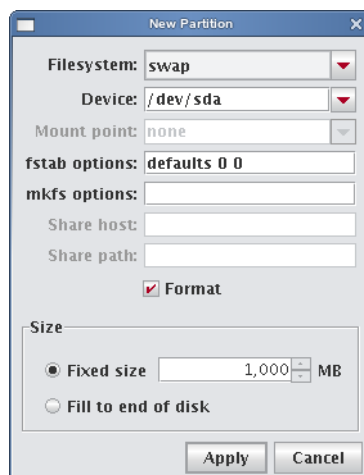 New Partition
Filesystem: swap
Device: /dev/sda
Mount point: none
fstab options: defaults 0 0
mkfs options:
Share host:
Share path:
Format
Size
Fixed size 1,000 MB
Fill to end of disk
Apply Cancel